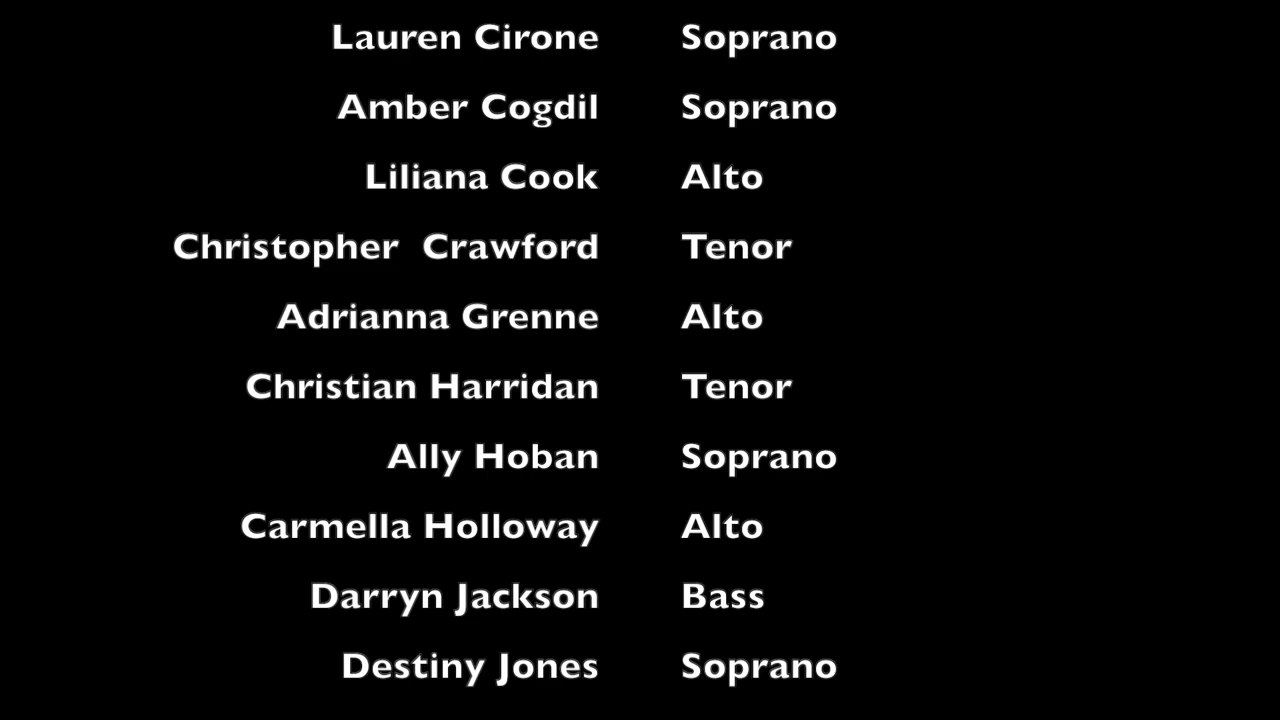 Lauren Cirone Soprano
Amber Cogdil Soprano
Liliana Cook Alto
Christopher  Crawford Tenor
Adrianna Grenne Alto
Christian Harridan Tenor
Ally Hoban Soprano
Carmella Holloway Alto
Darryn Jackson Bass
Destiny Jones Soprano